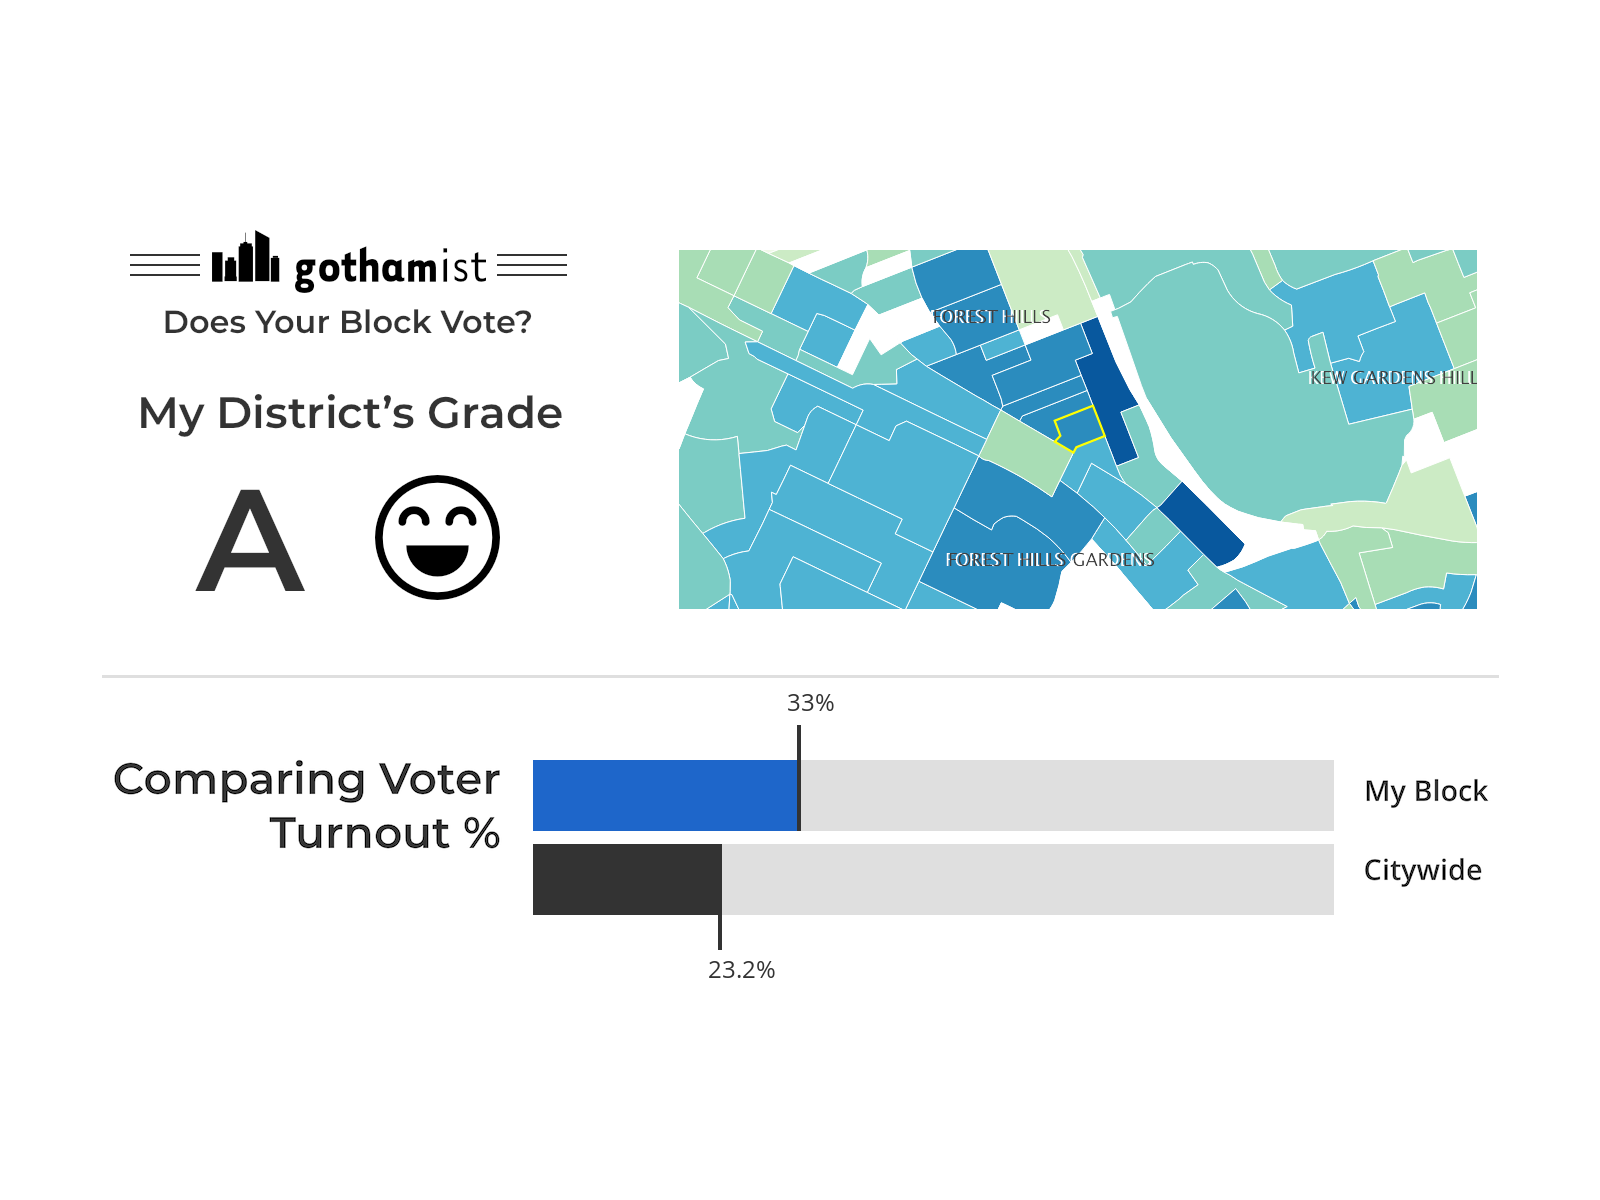 gothamist
Does Your Block Vote?
My District’s Grade
A
FOREST HILLS
KEW GARDENS HILL
FOREST HILLS GARDENS
33%
Comparing Voter
Turnout %
My Block
Citywide
23.2%